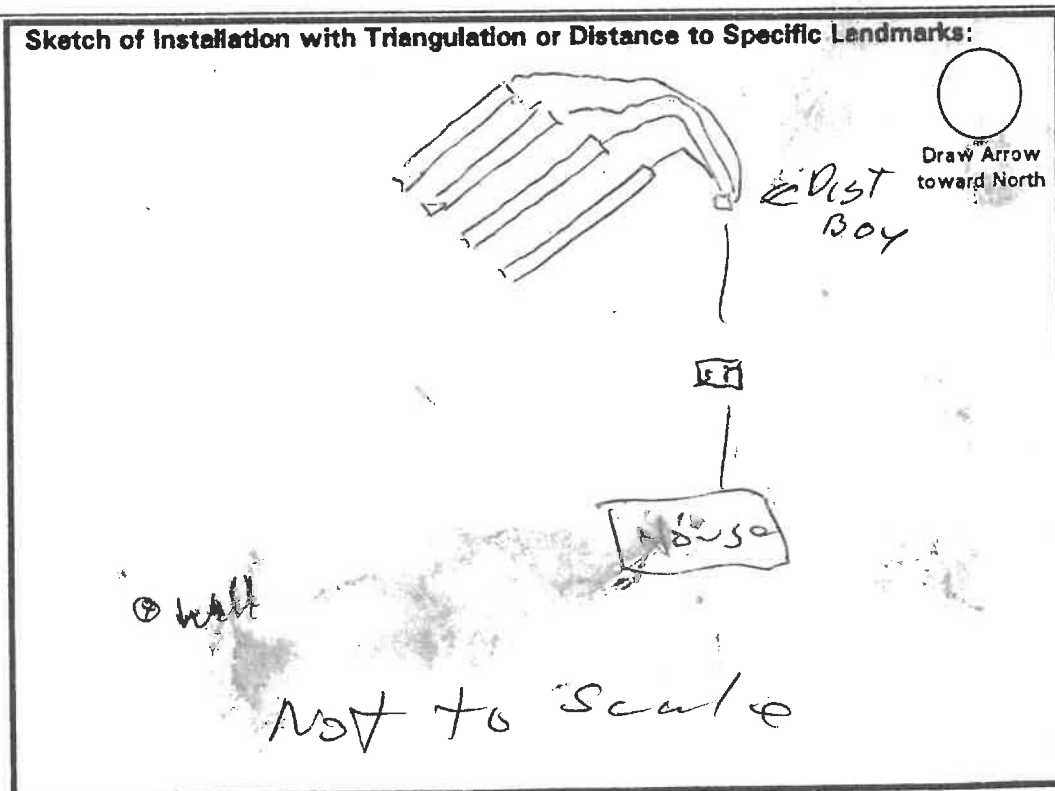 Sketch of Installation with Triangulation or Distance to Specific Landmarks:
Draw Arrow
toward North
Dist
Box
ST
House
well
Not to Scale